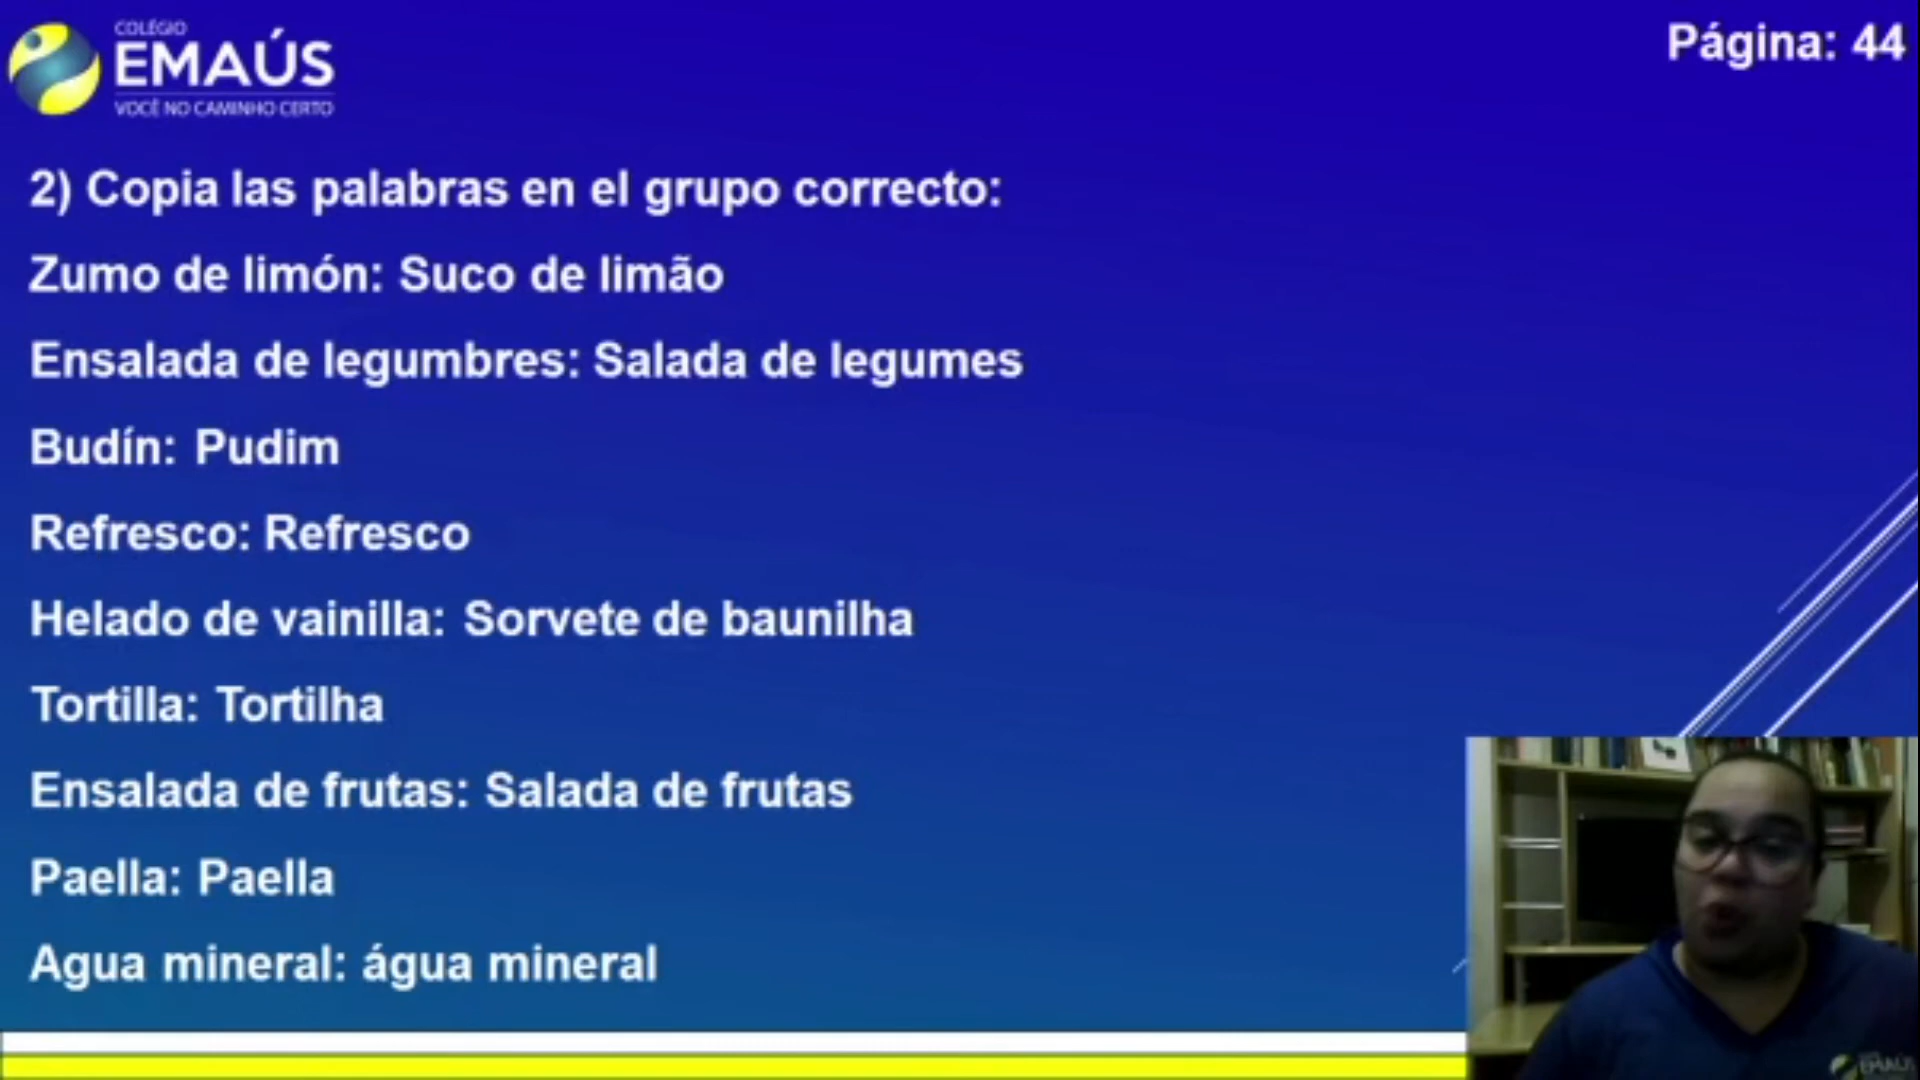 COLÉGIO
EMAÚS
VOCÊ NO CAMINHO CERTO
Página: 44
2) Copia las palabras en el grupo correcto:
Zumo de limón: Suco de limão
Ensalada de legumbres: Salada de legumes
Budín: Pudim
Refresco: Refresco
Helado de vainilla: Sorvete de baunilha
Tortilla: Tortilha
Ensalada de frutas: Salada de frutas
Paella: Paella
Agua mineral: água mineral
EMAÚS